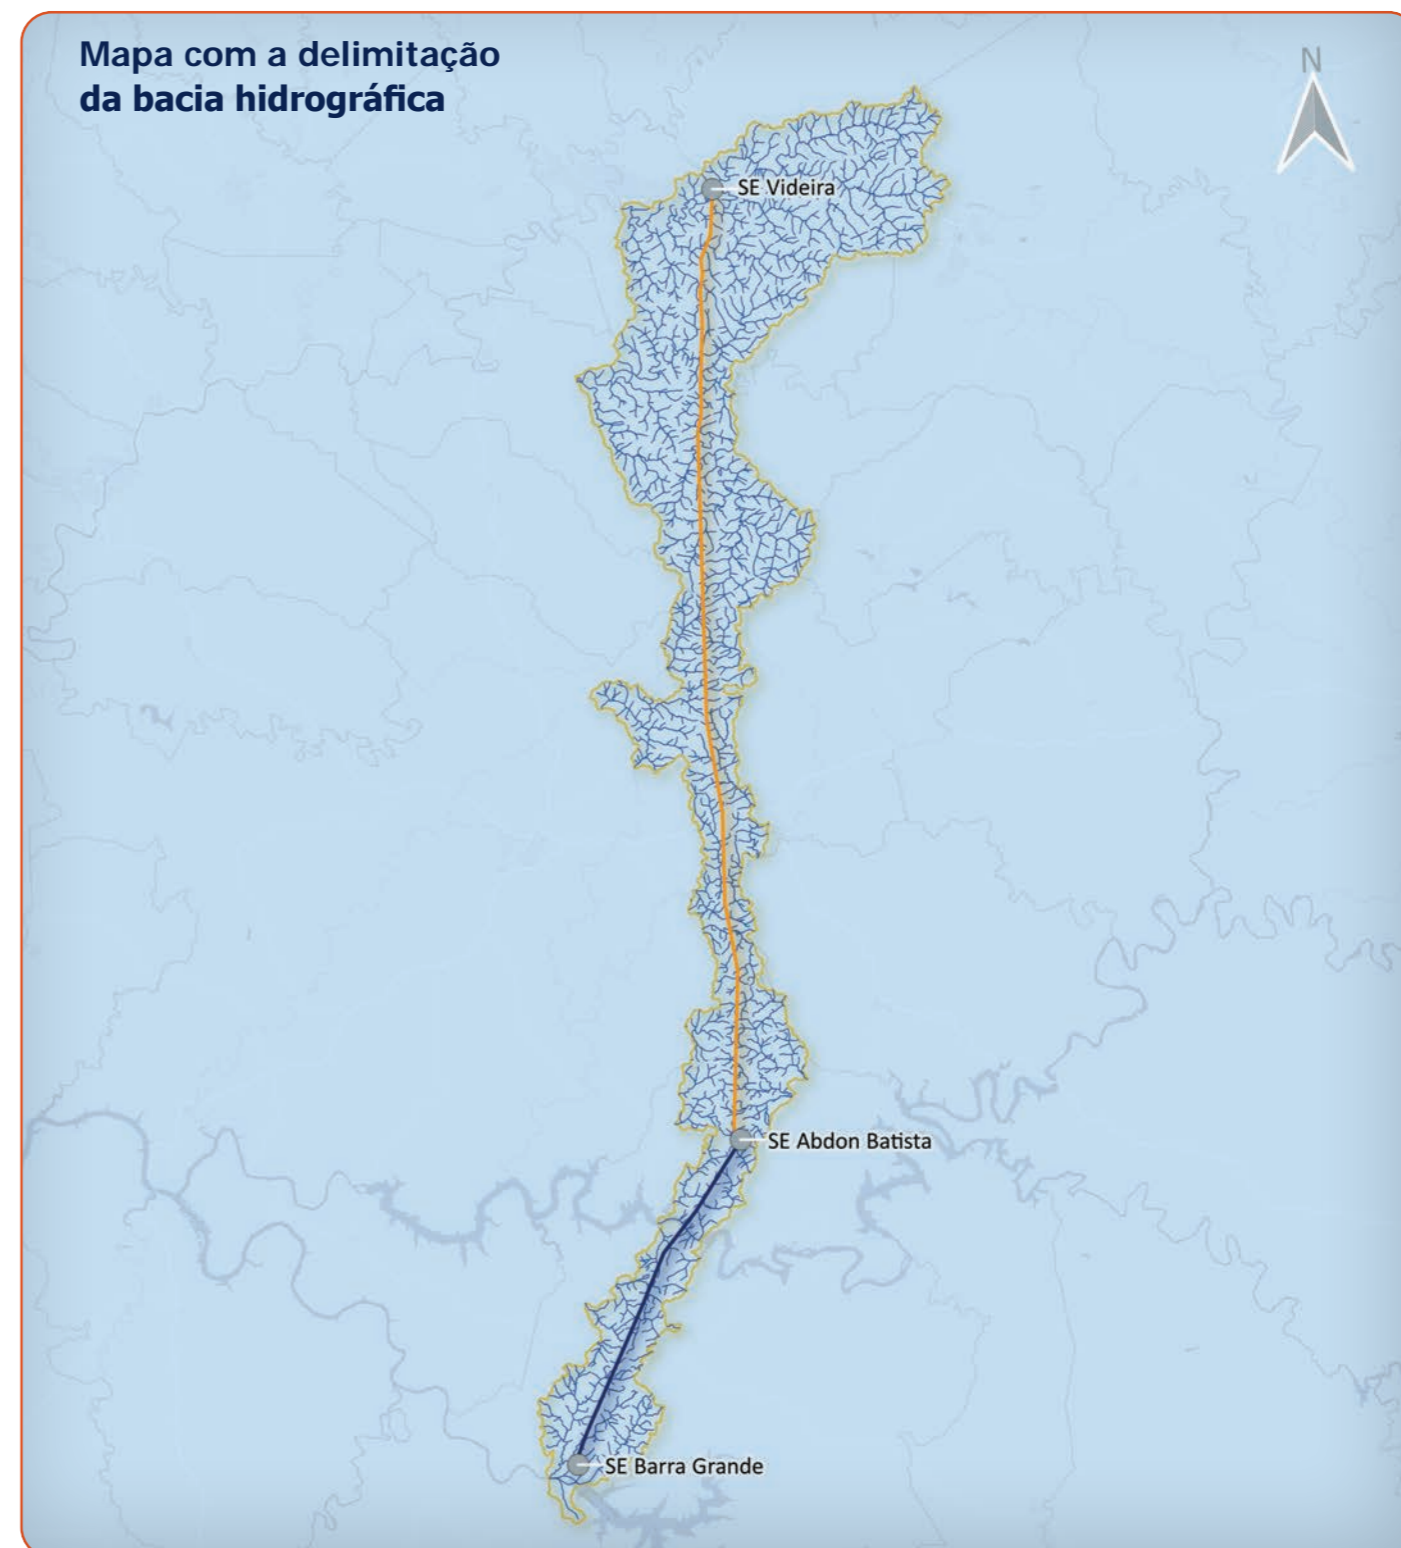 Mapa com a delimitação
da bacia hidrográfica
N
SE Videira
SE Abdon Batista
SE Barra Grande